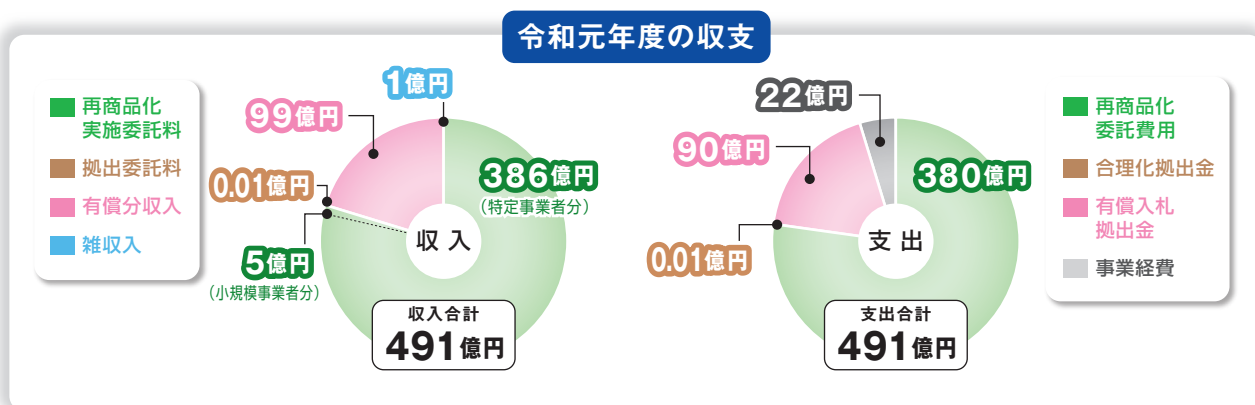 令和元年度の収支
再商品化
実施委託料
拠出委託料
有償分収入
雑収入
1億円
99億円
0.01億円
5億円
(小規模事業者分)
386億円
(特定事業者分)
収入
収入合計
491億円
22億円
90億円
0.01億円
380億円
支出
支出合計
491億円
再商品化
委託費用
合理化拠出金
有償入札
拠出金
事業経費